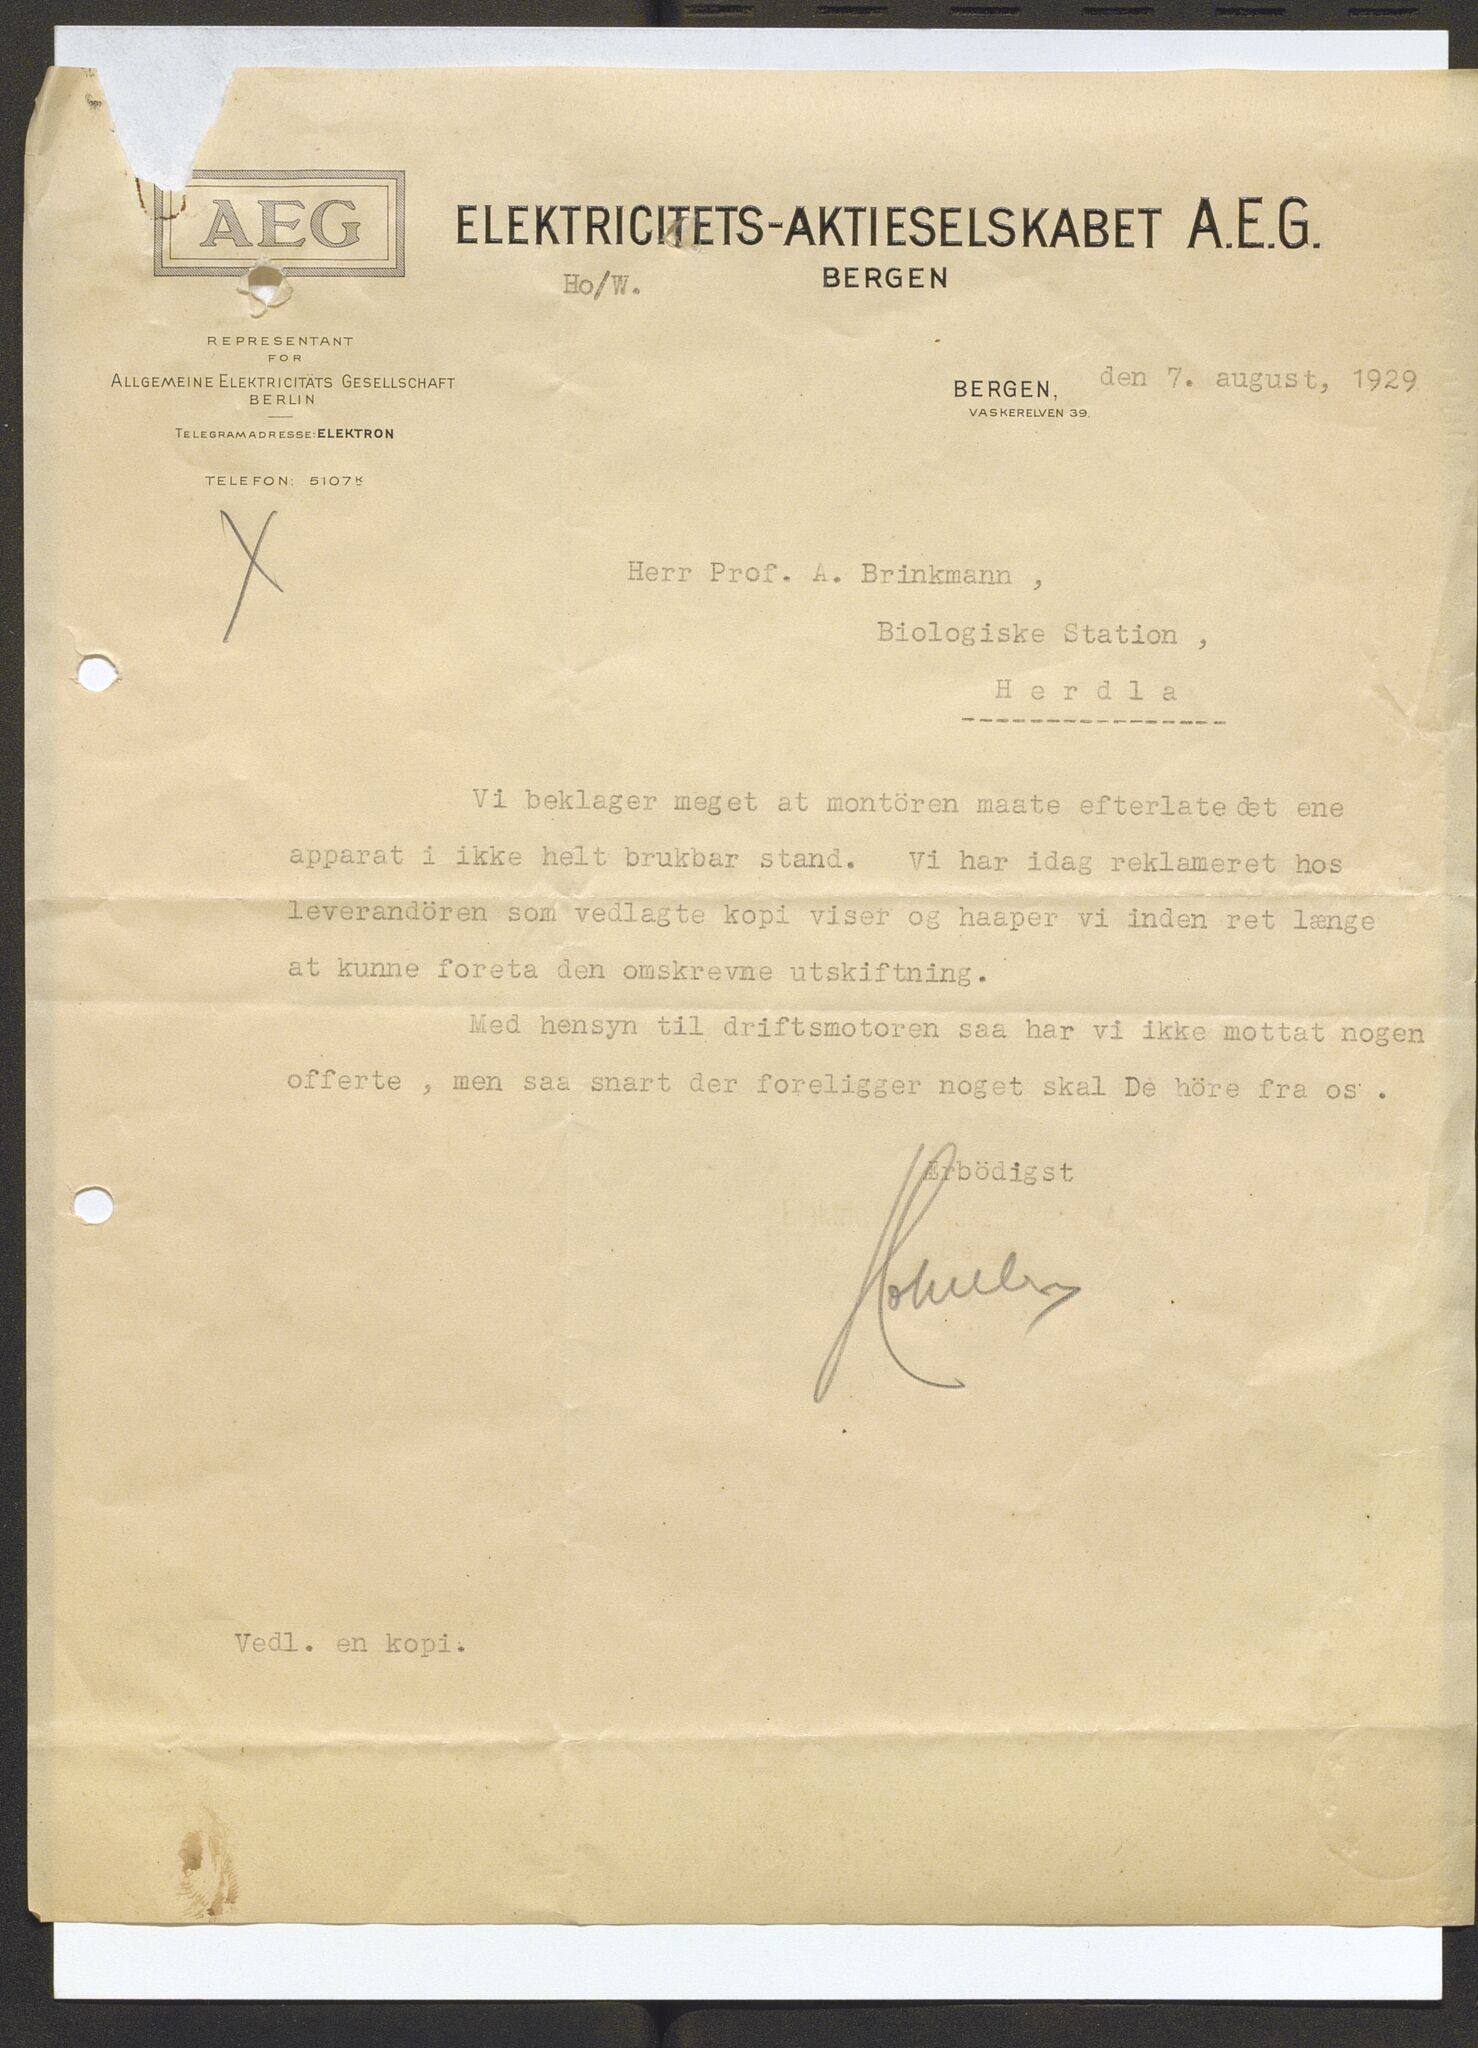 AEG
ELEKTRICITETS-AKTIESELSKABET A.E.G.
Ho/W.
BERGEN
REPRESENTANT
FOR
ALLGEMEINE ELEKTRICITÄTS GESELLSCHAFT
BERLIN
TELEGRAMADRESSE: ELEKTRON
TELEFON: 5107K
BERGEN, den 7. august, 1929
VASKERELVEN 39.
X
Herr Prof. A. Brinkmann ,
Biologiske Station ,
H e r d l a
Vi beklager meget at montören maate efterlate det ene
apparat i ikke helt brukbar stand. Vi har idag reklameret hos
leverandören som vedlagte kopi viser og haaper vi inden ret længe
at kunne foreta den omskrevne utskiftning.
Med hensyn til driftsmotoren saa har vi ikke mottat nogen
offerte , men saa snart der foreligger noget skal De höre fra os .
Erbödigst
Vedl. en kopi.